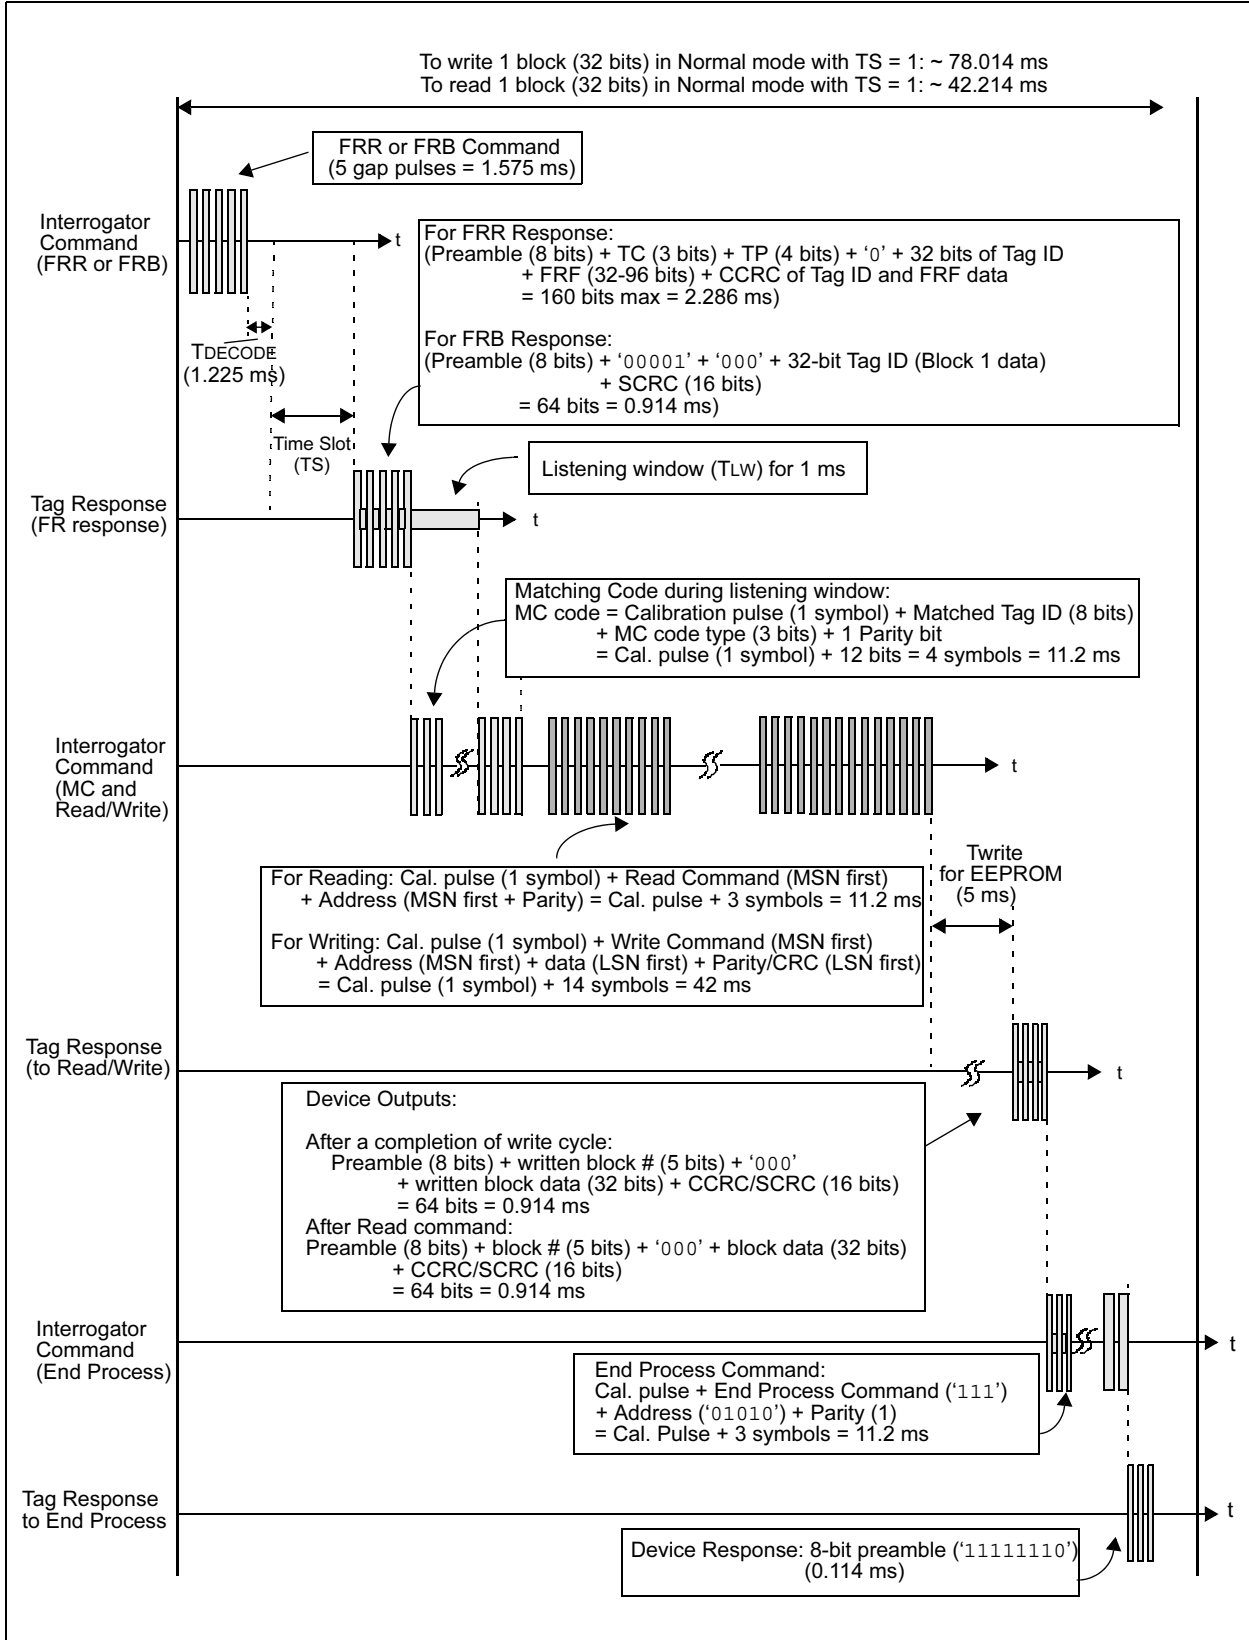 To write 1 block (32 bits) in Normal mode with TS = 1: ~ 78.014 ms
To read 1 block (32 bits) in Normal mode with TS = 1: ~ 42.214 ms
FRR or FRB Command
(5 gap pulses = 1.575 ms)
Interrogator
Command
(FRR or FRB)
t
For FRR Response:
(Preamble (8 bits) + TC (3 bits) + TP (4 bits) + ‘0’ + 32 bits of Tag ID
+ FRF (32-96 bits) + CCRC of Tag ID and FRF data
= 160 bits max = 2.286 ms)
For FRB Response:
(Preamble (8 bits) + ‘00001’ + ‘000’ + 32-bit Tag ID (Block 1 data)
+ SCRC (16 bits)
= 64 bits = 0.914 ms)
TDECODE
(1.225 ms)
Time Slot
(TS)
Listening window (TLW) for 1 ms
Tag Response
(FR response)
t
Matching Code during listening window:
MC code = Calibration pulse (1 symbol) + Matched Tag ID (8 bits)
+ MC code type (3 bits) + 1 Parity bit
= Cal. pulse (1 symbol) + 12 bits = 4 symbols = 11.2 ms
Interrogator
Command
(MC and
Read/Write)
t
Twrite
for EEPROM
(5 ms)
For Reading: Cal. pulse (1 symbol) + Read Command (MSN first)
+ Address (MSN first + Parity) = Cal. pulse + 3 symbols = 11.2 ms
For Writing: Cal. pulse (1 symbol) + Write Command (MSN first)
+ Address (MSN first) + data (LSN first) + Parity/CRC (LSN first)
= Cal. pulse (1 symbol) + 14 symbols = 42 ms
Tag Response
(to Read/Write)
t
Device Outputs:
After a completion of write cycle:
Preamble (8 bits) + written block # (5 bits) + ‘000’
+ written block data (32 bits) + CCRC/SCRC (16 bits)
= 64 bits = 0.914 ms
After Read command:
Preamble (8 bits) + block # (5 bits) + ‘000’ + block data (32 bits)
+ CCRC/SCRC (16 bits)
= 64 bits = 0.914 ms
Interrogator
Command
(End Process)
t
End Process Command:
Cal. pulse + End Process Command (‘111’)
+ Address (‘01010’) + Parity (1)
= Cal. Pulse + 3 symbols = 11.2 ms
Tag Response
to End Process
t
Device Response: 8-bit preamble (‘11111110’)
(0.114 ms)